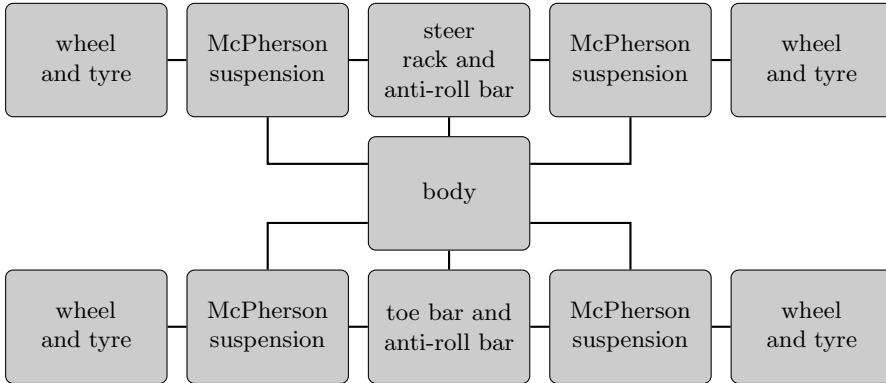 wheel
and tyre
McPherson
suspension
steer
rack and
anti-roll bar
McPherson
suspension
wheel
and tyre
body
wheel
and tyre
McPherson
suspension
toe bar and
anti-roll bar
McPherson
suspension
wheel
and tyre